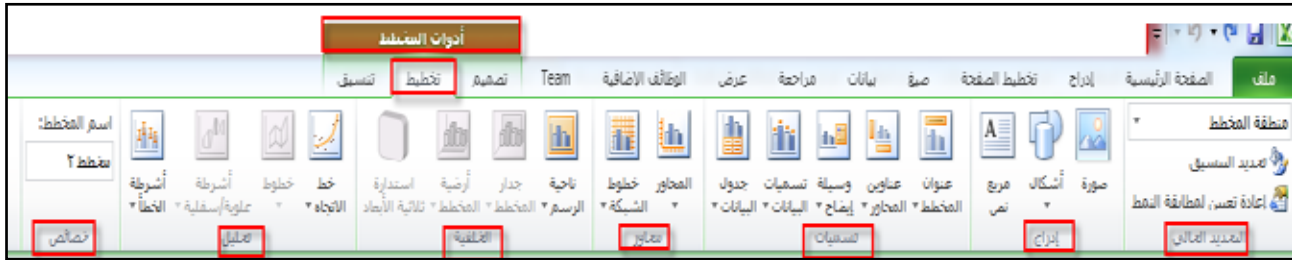 أدوات المخطط
ملف الصفحة الرئيسية إدراج تخطيط الصفحة صيغ بيانات مراجعة عرض الوظائف الاضافية Team تصميم تخطيط تنسيق
منطقة المخطط
تحديد التنسيق
إعادة تعيين لمطابقة النمط
التحديد الحالي
صورة
أشكال
مربع
نص
إدراج
عنوان
المخطط
عناوين
المحاور
وسيلة
إيضاح
تسميات
البيانات
جدول
البيانات
تسميات
المحاور
خطوط
الشبكة
محاور
ناحية
الرسم
جدار
المخطط
أرضية
المخطط
استدارة
ثلاثية الأبعاد
الخلفية
خط
الاتجاه
خطوط
أشرطة
علوية/سفلية
أشرطة
الخطأ
تحليل
اسم المخطط:
مخطط ٢
خصائص